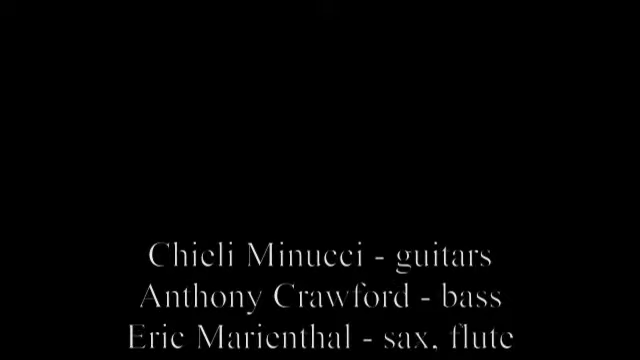 Chieli Minucci - guitars
Anthony Crawford - bass
Eric Marienthal - sax, flute